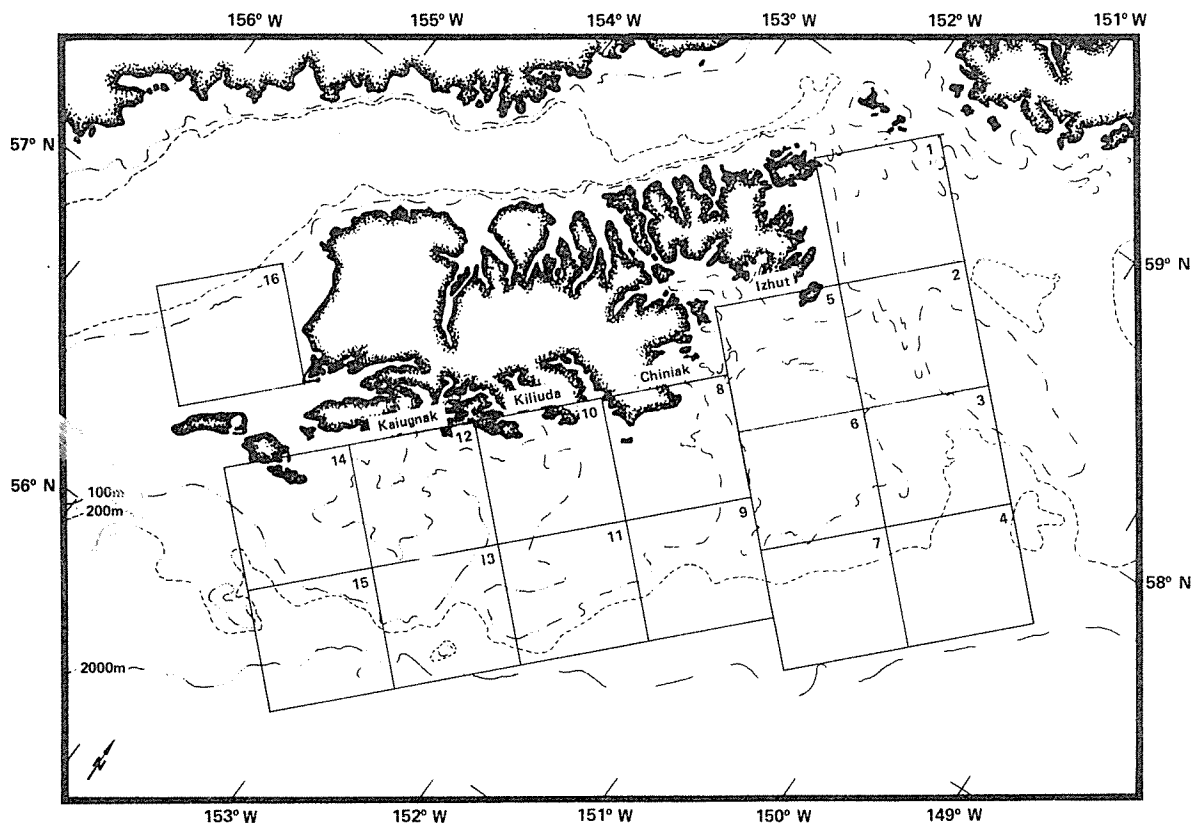 156° W 155° W 154° W 153° W 152° W 151° W
57° N
1
59° N
16
2
Izhut
5
Chiniak
8
3
Kiliuda
10
Kaiugnak
12
6
14
56° N
100m
200m
9
4
11
7
13
15
58° N
2000m
N
153° W 152° W 151° W 150° W 149° W